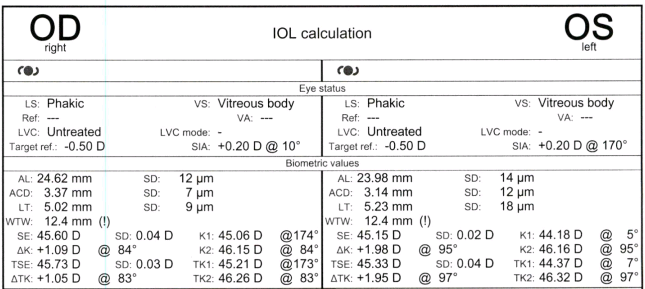 OD IOL calculation OS
right left
Eye status
LS: Phakic VS: Vitreous body LS: Phakic VS: Vitreous body
Ref: --- VA: --- Ref: --- VA: ---
LVC: Untreated LVC mode: - LVC: Untreated LVC mode: -
Target ref.: -0.50 D SIA: +0.20 D @ 10° Target ref.: -0.50 D SIA: +0.20 D @ 170°
Biometric values
AL: 24.62 mm SD: 12 µm AL: 23.98 mm SD: 14 µm
ACD: 3.37 mm SD: 7 µm ACD: 3.14 mm SD: 12 µm
LT: 5.02 mm SD: 9 µm LT: 5.23 mm SD: 18 µm
WTW: 12.4 mm (!) WTW: 12.4 mm (!)
SE: 45.60 D SD: 0.04 D K1: 45.06 D @174° SE: 45.15 D SD: 0.02 D K1: 44.18 D @ 5°
ΔK: +1.09 D @ 84° K2: 46.15 D @ 84° ΔK: +1.98 D @ 95° K2: 46.16 D @ 95°
TSE: 45.73 D SD: 0.03 D TK1: 45.21 D @173° TSE: 45.33 D SD: 0.04 D TK1: 44.37 D @ 7°
ΔTK: +1.05 D @ 83° TK2: 46.26 D @ 83° ΔTK: +1.95 D @ 97° TK2: 46.32 D @ 97°